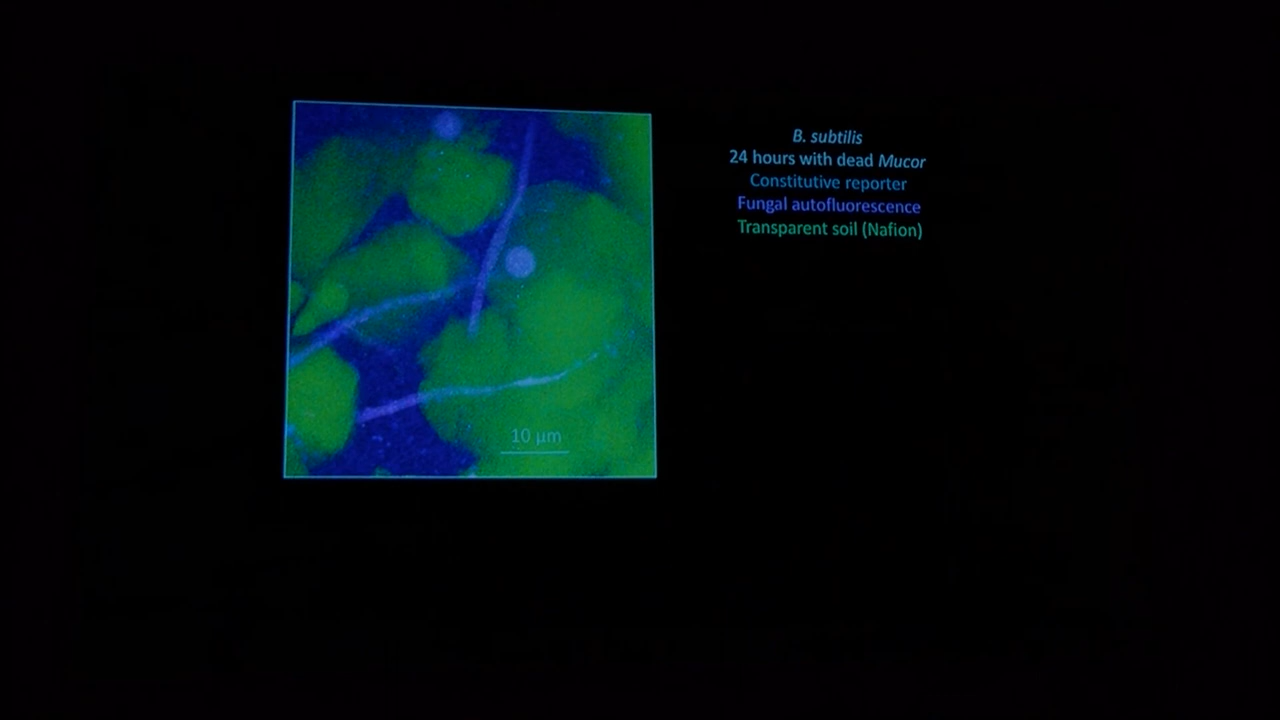 B. subtilis
24 hours with dead Mucor
Constitutive reporter
Fungal autofluorescence
Transparent soil (Nafion)
10 µm